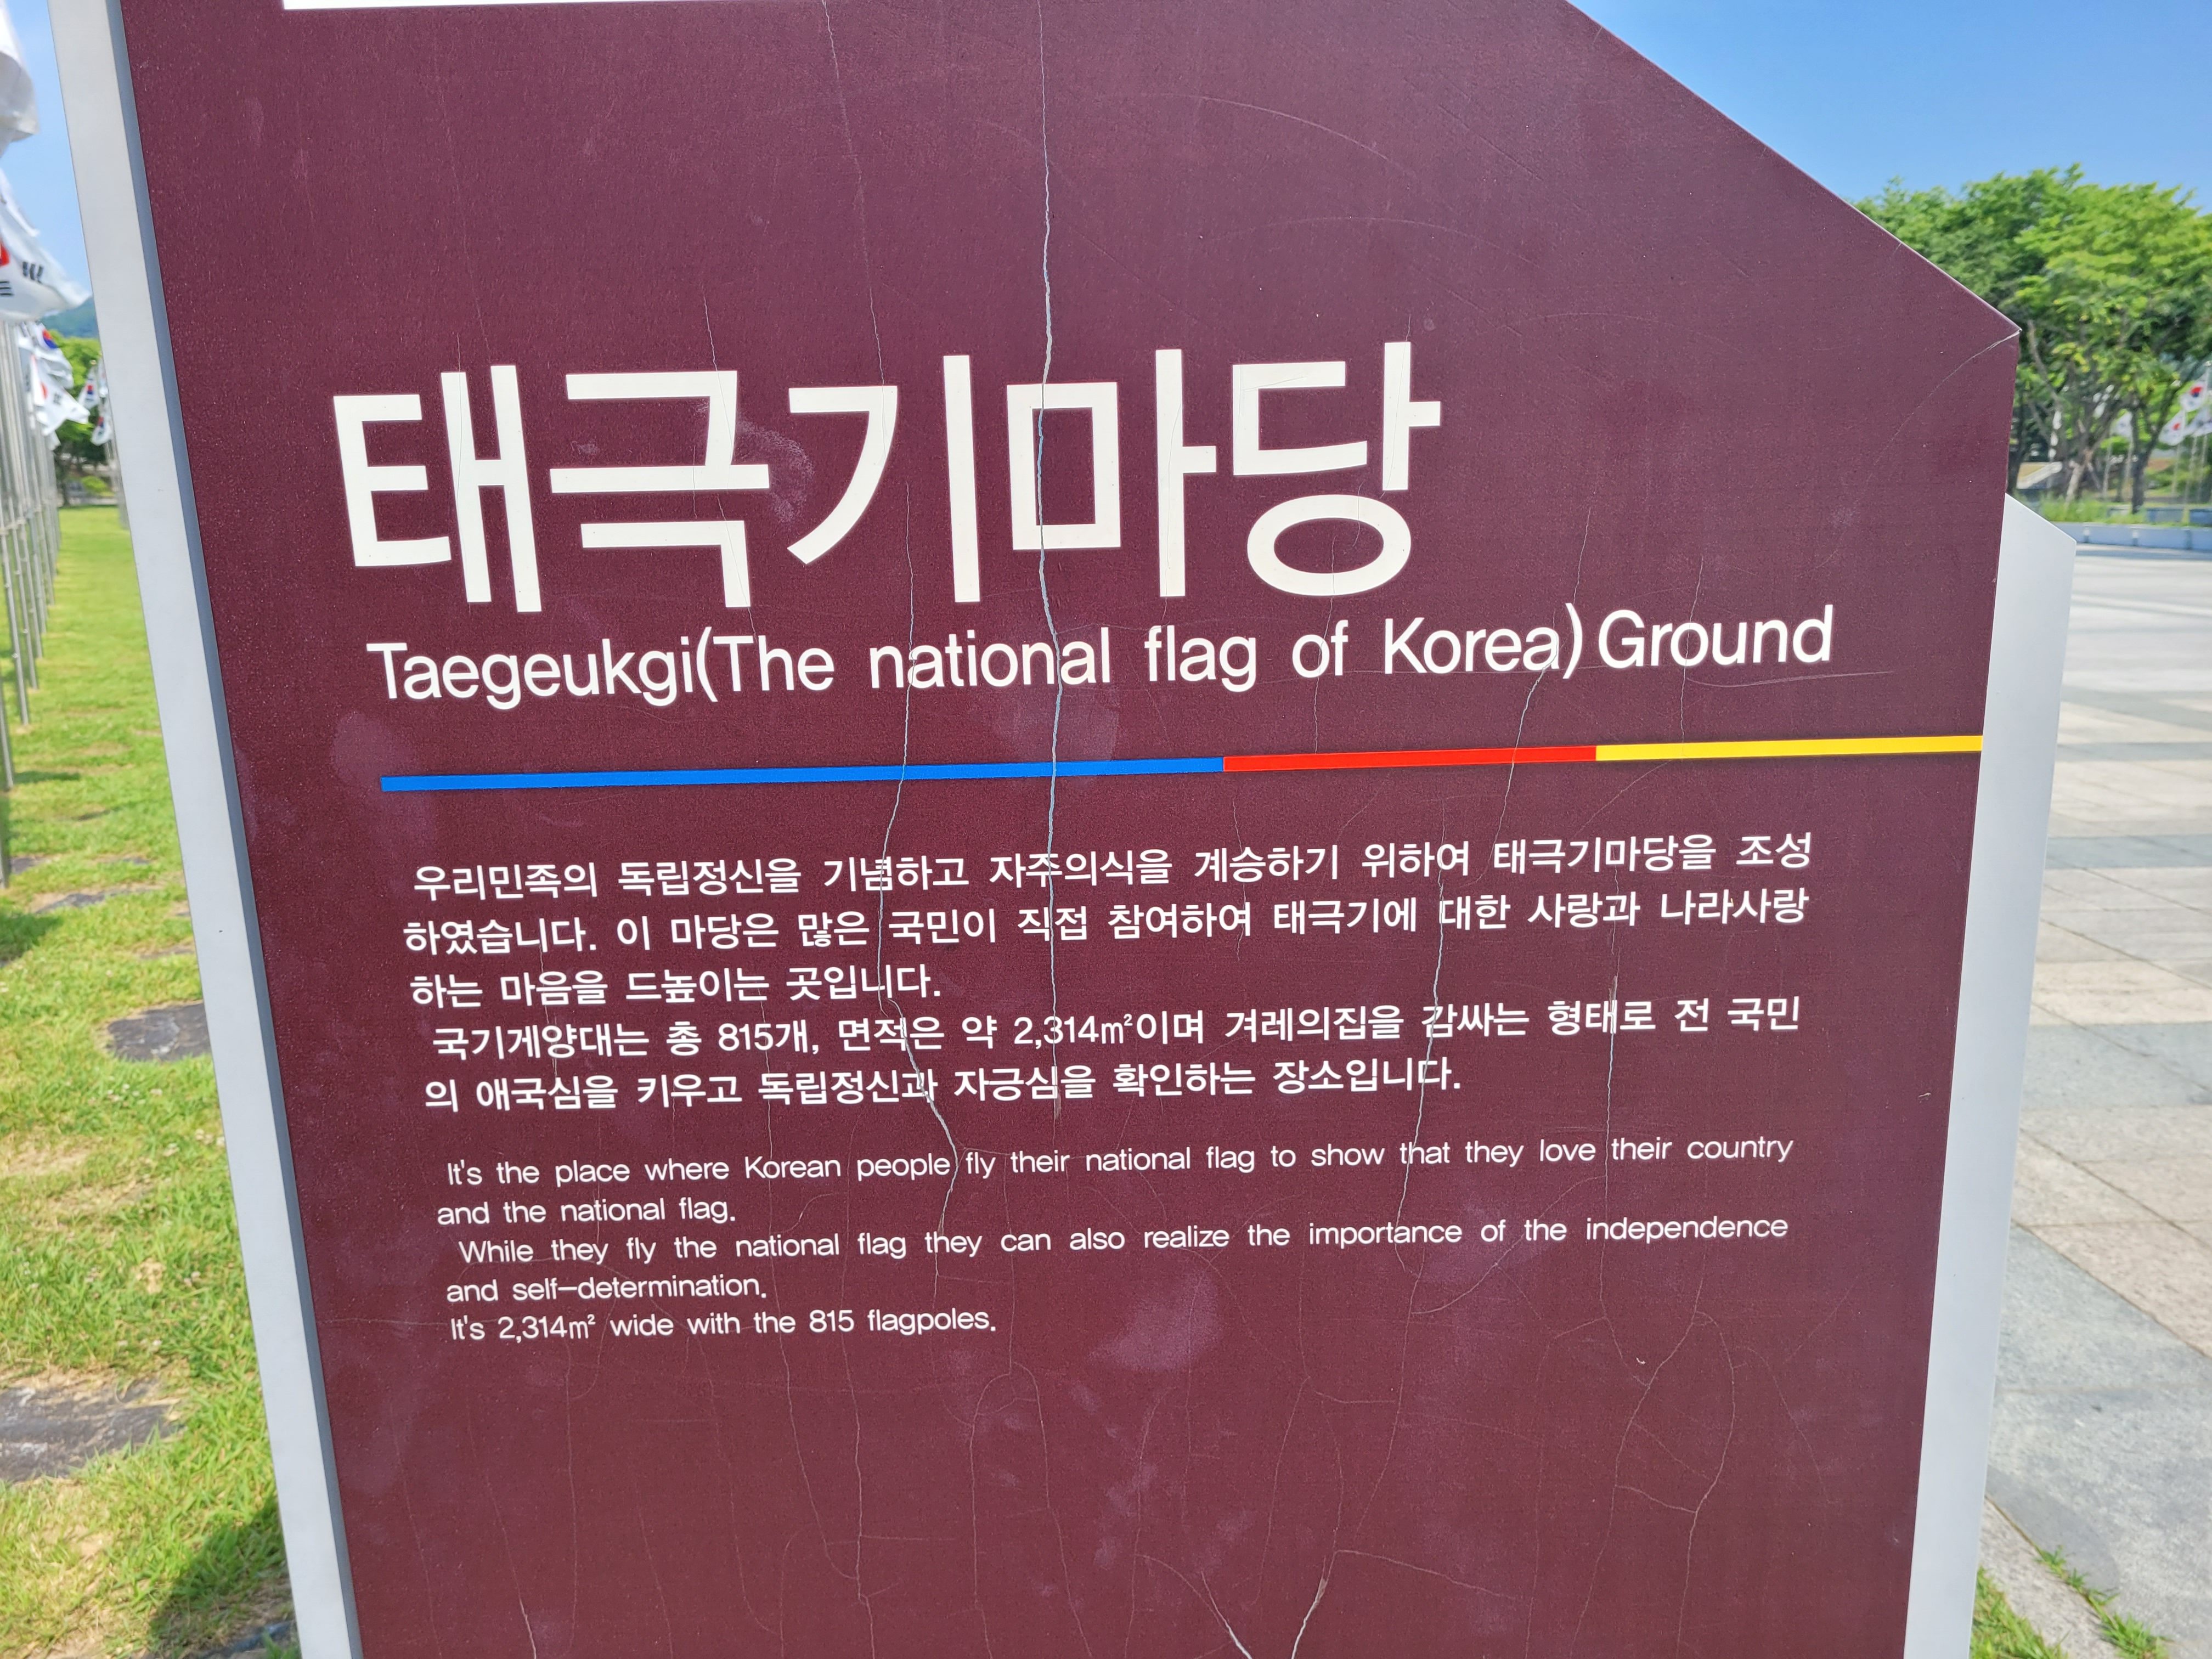 태극기마당
Taegeukgi(The national flag of Korea) Ground
우리민족의 독립정신을 기념하고 자주의식을 계승하기 위하여 태극기마당을 조성
하였습니다. 이 마당은 많은 국민이 직접 참여하여 태극기에 대한 사랑과 나라사랑
하는 마음을 드높이는 곳입니다.
국기게양대는 총 815개, 면적은 약 2,314㎡이며 겨레의집을 감싸는 형태로 전 국민
의 애국심을 키우고 독립정신과 자긍심을 확인하는 장소입니다.
It's the place where Korean people fly their national flag to show that they love their country
and the national flag.
While they fly the national flag they can also realize the importance of the independence
and self-determination.
It's 2,314㎡ wide with the 815 flagpoles.